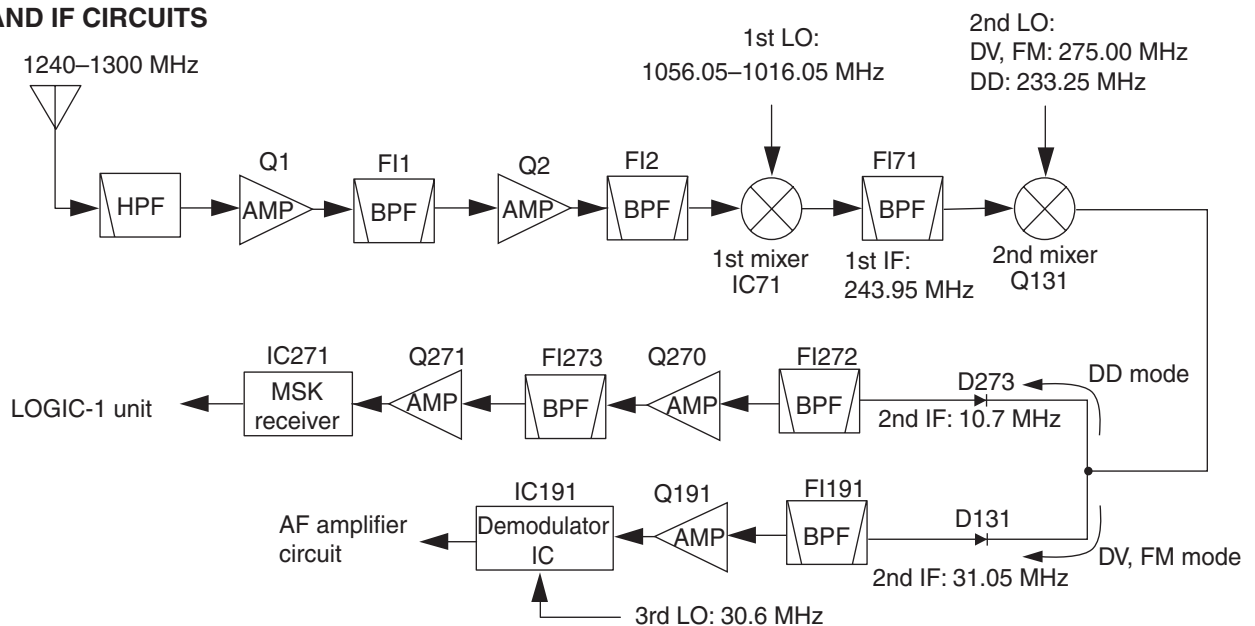 AND IF CIRCUITS
1240–1300 MHz
1st LO:
1056.05–1016.05 MHz
2nd LO:
DV, FM: 275.00 MHz
DD: 233.25 MHz
HPF
Q1
AMP
FI1
BPF
Q2
AMP
FI2
BPF
1st mixer
IC71
FI71
BPF
1st IF:
243.95 MHz
2nd mixer
Q131
LOGIC-1 unit
IC271
MSK
receiver
Q271
AMP
FI273
BPF
Q270
AMP
FI272
BPF
D273
2nd IF: 10.7 MHz
DD mode
AF amplifier
circuit
IC191
Demodulator
IC
Q191
AMP
FI191
BPF
D131
2nd IF: 31.05 MHz
DV, FM mode
3rd LO: 30.6 MHz